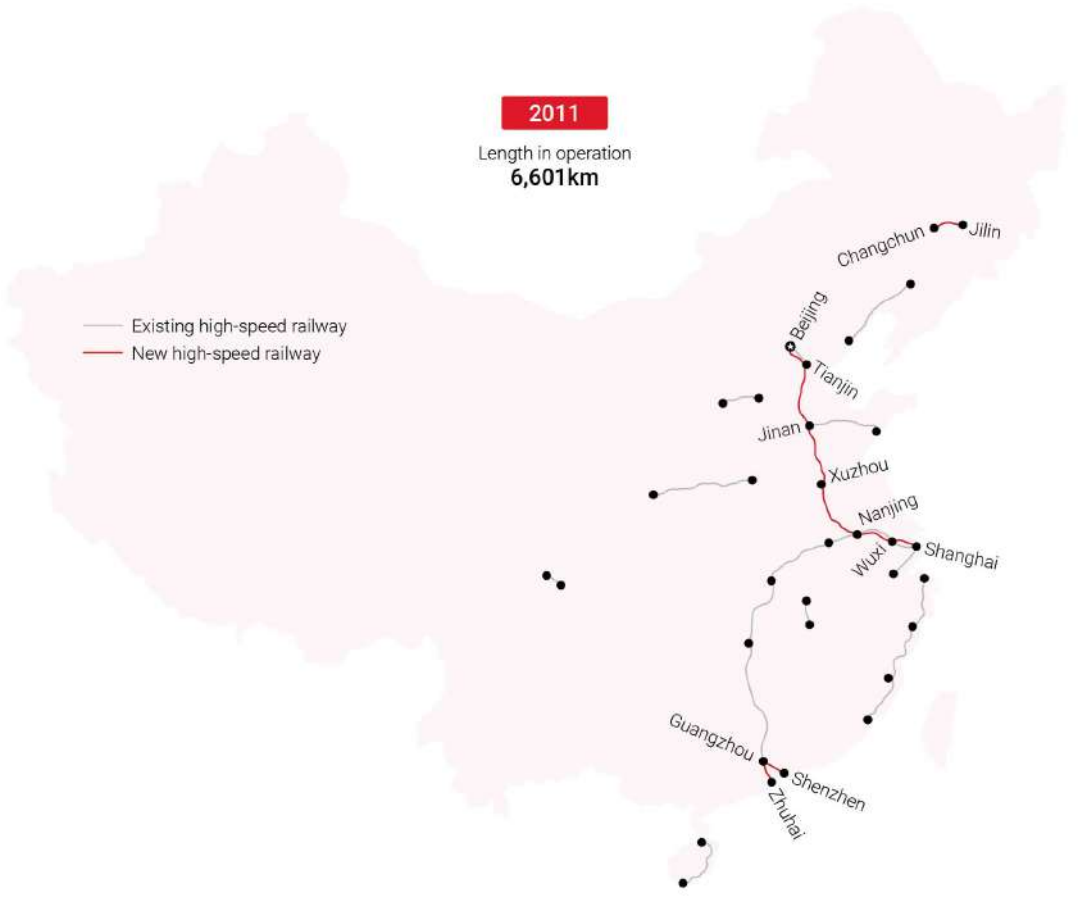 2011
Length in operation
6,601km
Changchun
Jilin
Beijing
Existing high-speed railway
New high-speed railway
Tianjin
Jinan
Xuzhou
Nanjing
Wuxi
Shanghai
Guangzhou
Shenzhen
Zhuhai